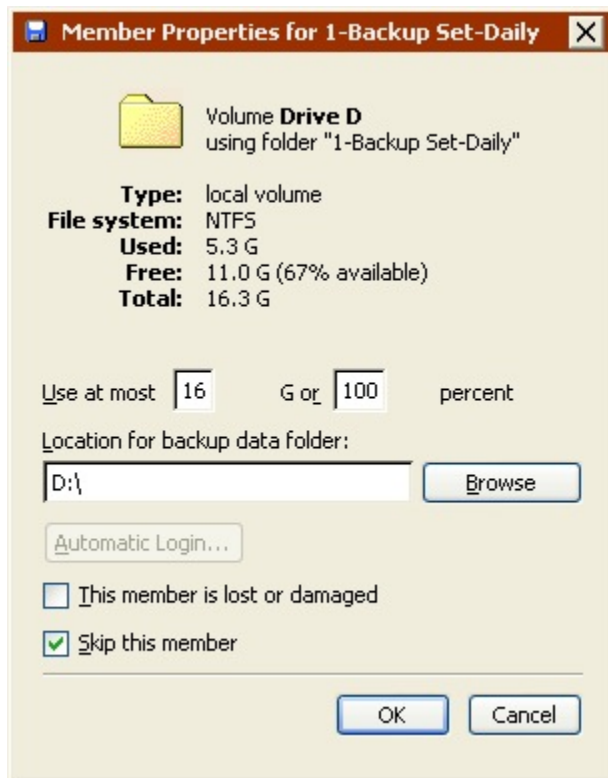 Member Properties for 1-Backup Set-Daily
Volume Drive D
using folder "1-Backup Set-Daily"
Type: local volume
File system: NTFS
Used: 5.3 G
Free: 11.0 G (67% available)
Total: 16.3 G
Use at most 16 G or 100 percent
Location for backup data folder:
D:\ Browse
Automatic Login...
This member is lost or damaged
Skip this member
OK Cancel